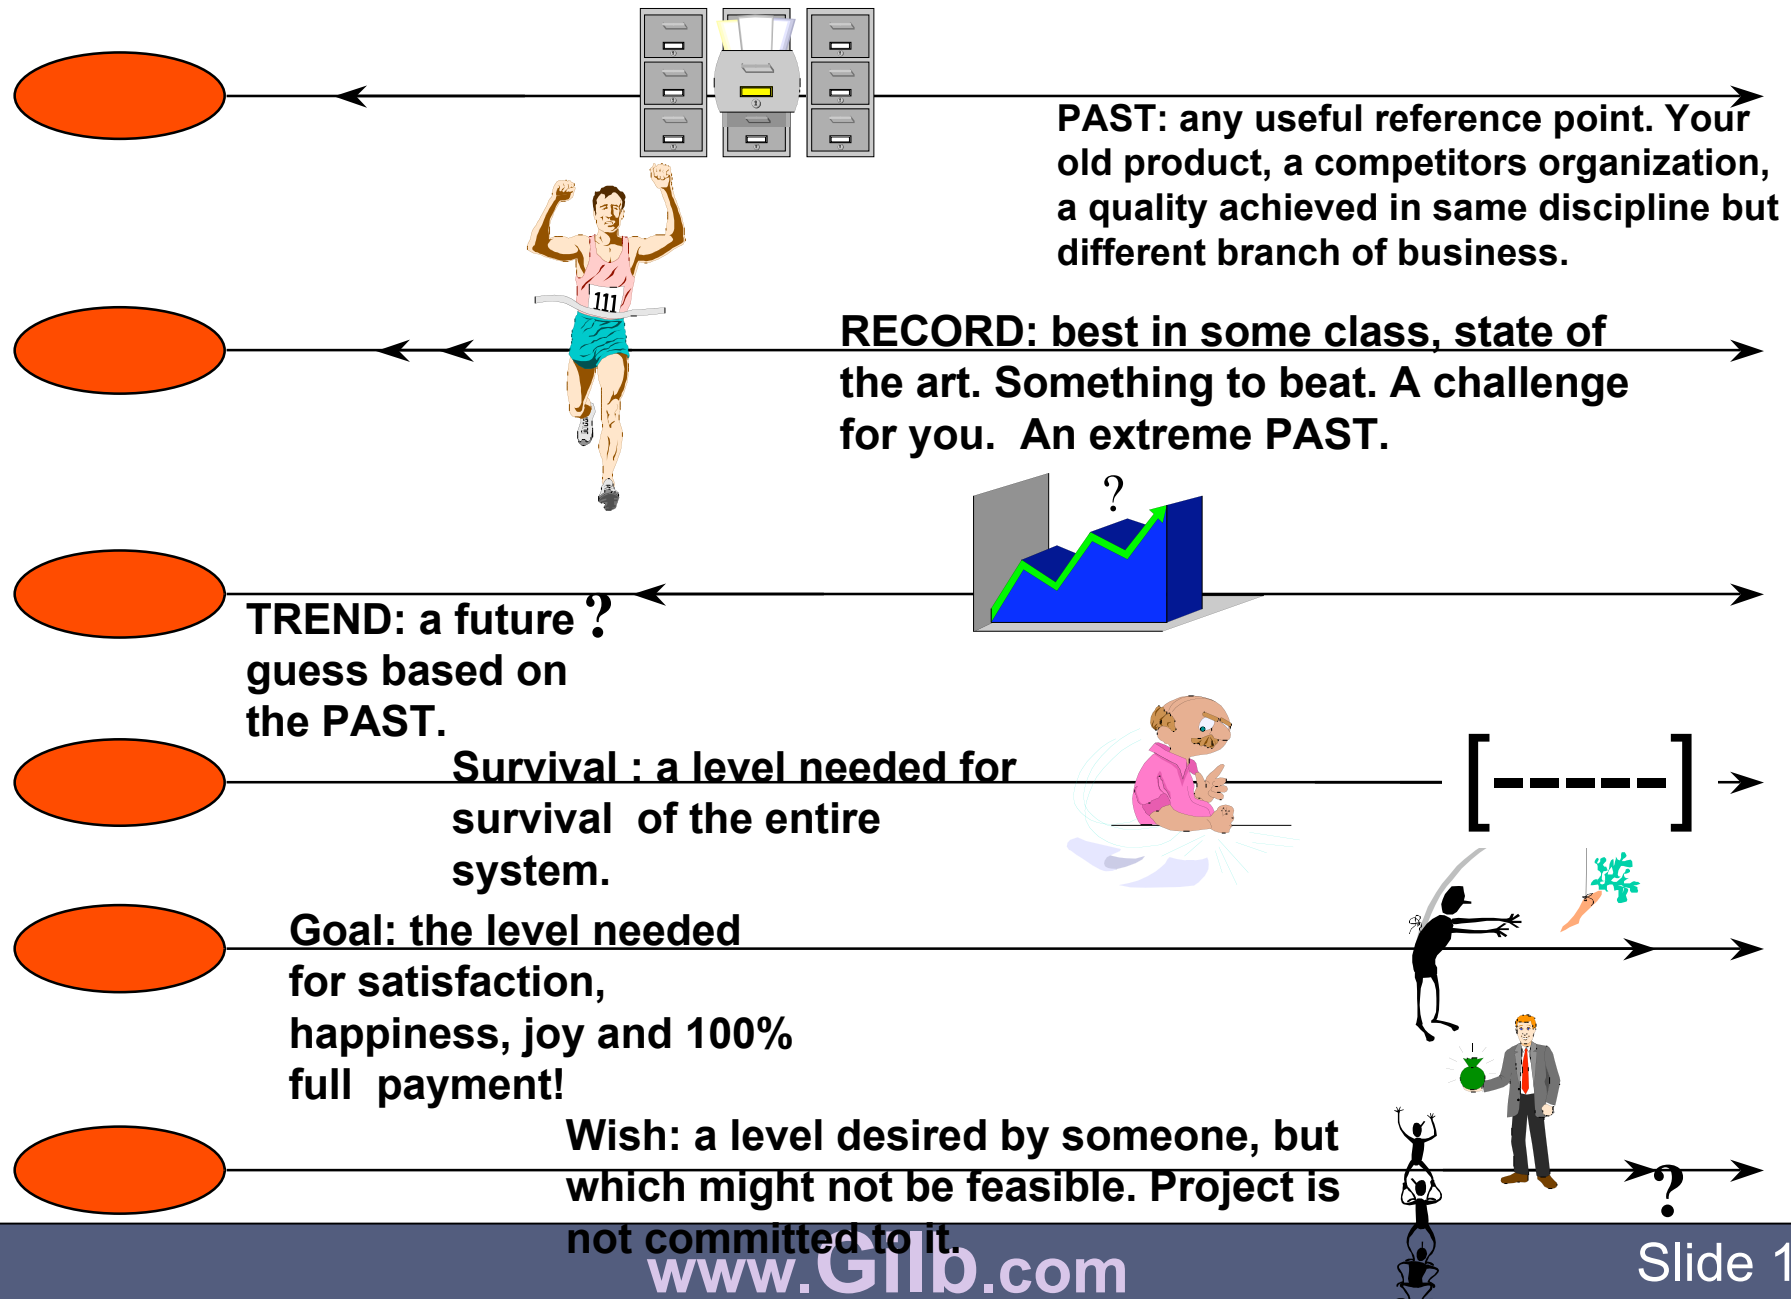 PAST: any useful reference point. Your
old product, a competitors organization,
a quality achieved in same discipline but
different branch of business.
111
RECORD: best in some class, state of
the art. Something to beat. A challenge
for you. An extreme PAST.
?
TREND: a future ?
guess based on
the PAST.
Survival : a level needed for
survival of the entire
system.
[-----]
Goal: the level needed
for satisfaction,
happiness, joy and 100%
full payment!
Wish: a level desired by someone, but
which might not be feasible. Project is
not committed to it.
?
www.Gilb.com
Slide 1